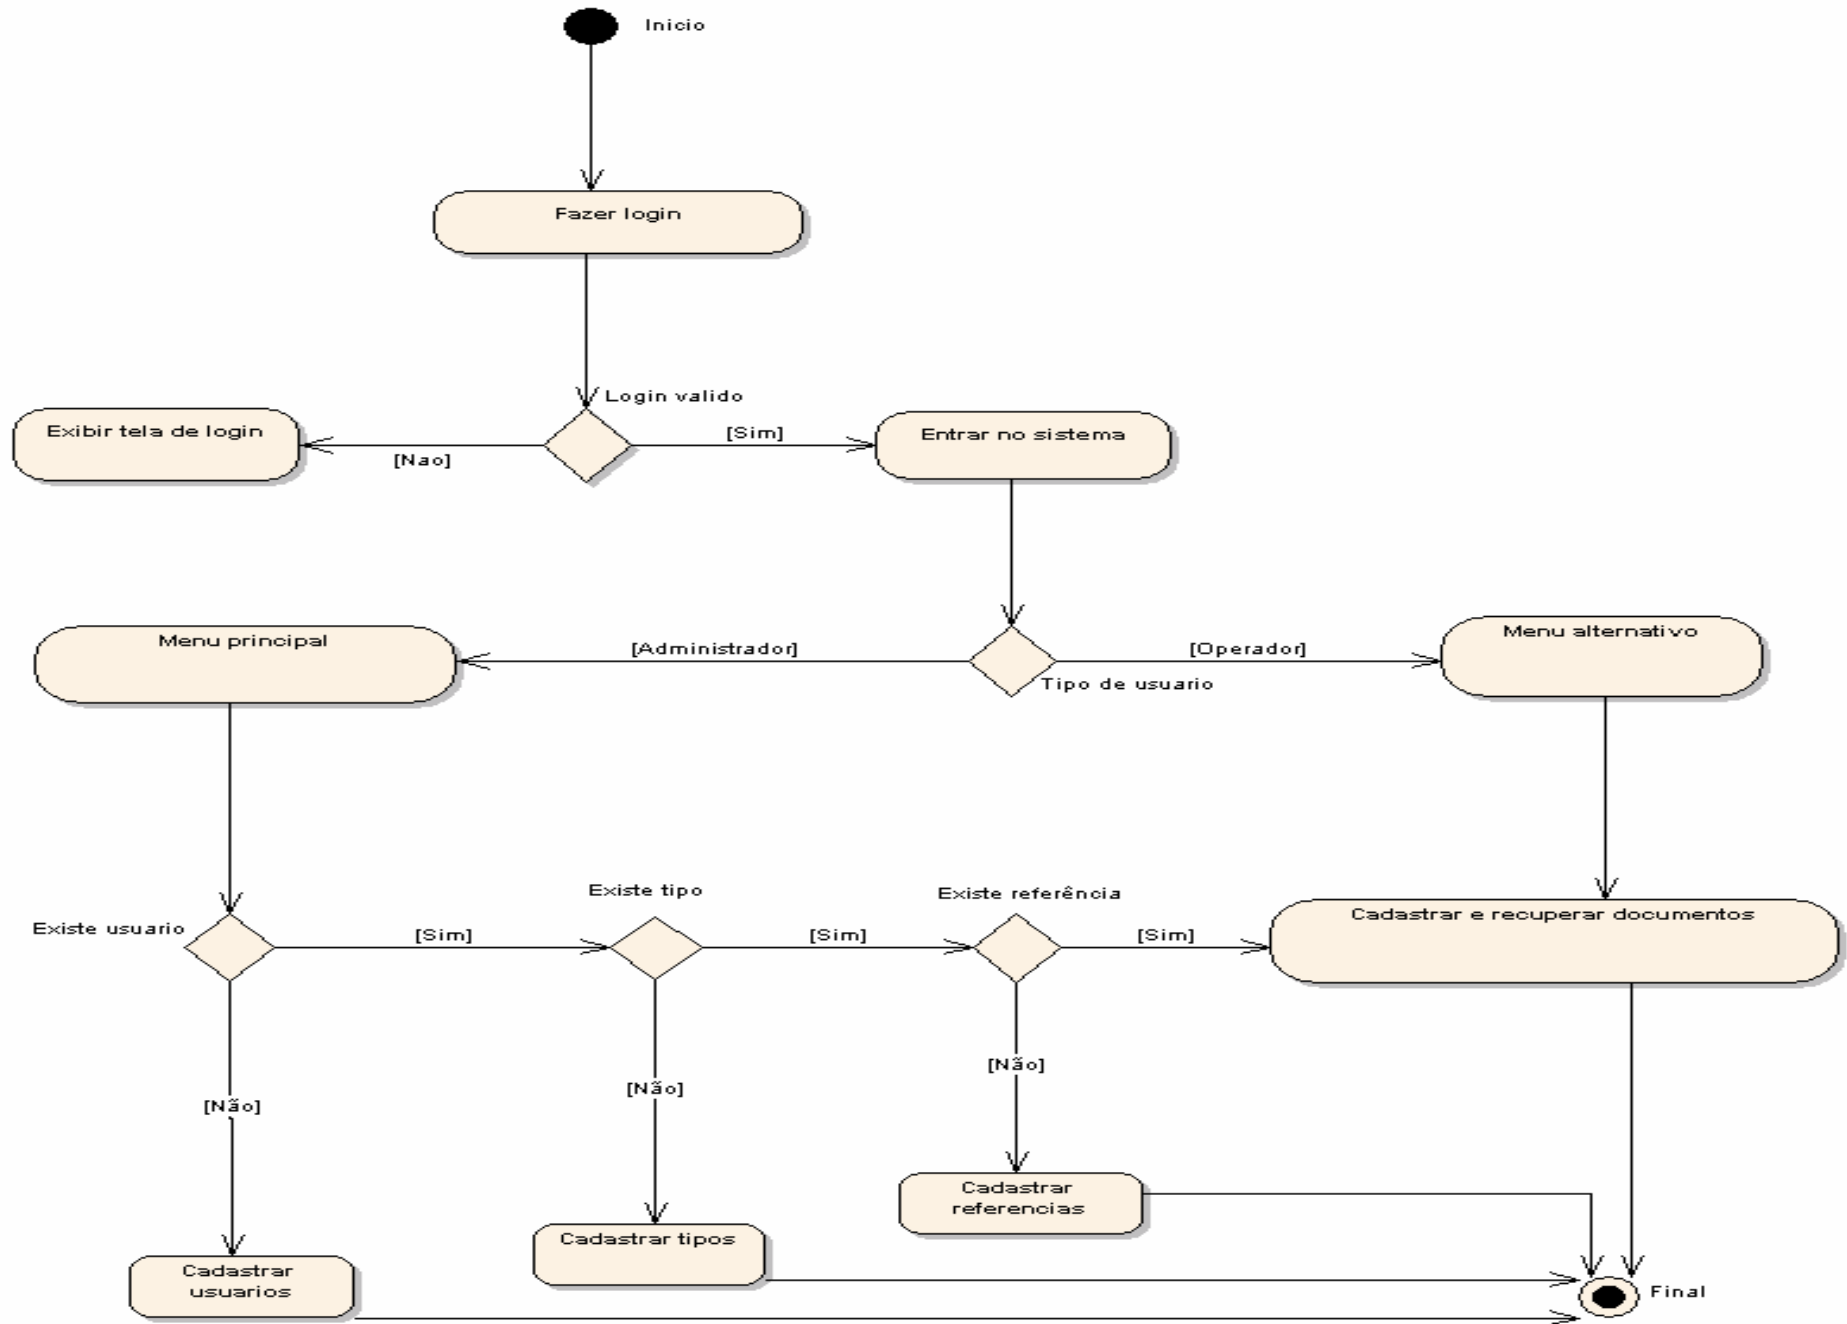 Inicio
Fazer login
Login valido
Exibir tela de login
[Nao]
[Sim]
Entrar no sistema
Menu principal
[Administrador]
[Operador]
Menu alternativo
Tipo de usuario
Existe usuario
[Sim]
Existe tipo
[Sim]
Existe referência
[Sim]
Cadastrar e recuperar documentos
[Não]
[Não]
[Não]
Cadastrar
usuarios
Cadastrar tipos
Cadastrar
referencias
Final